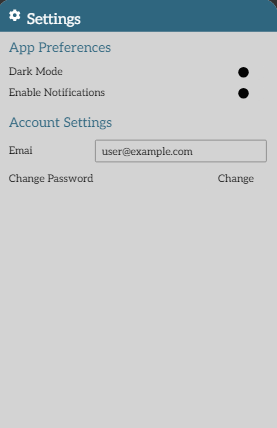 Settings
App Preferences
Dark Mode
Enable Notifications
Account Settings
Emai user@example.com
Change Password Change